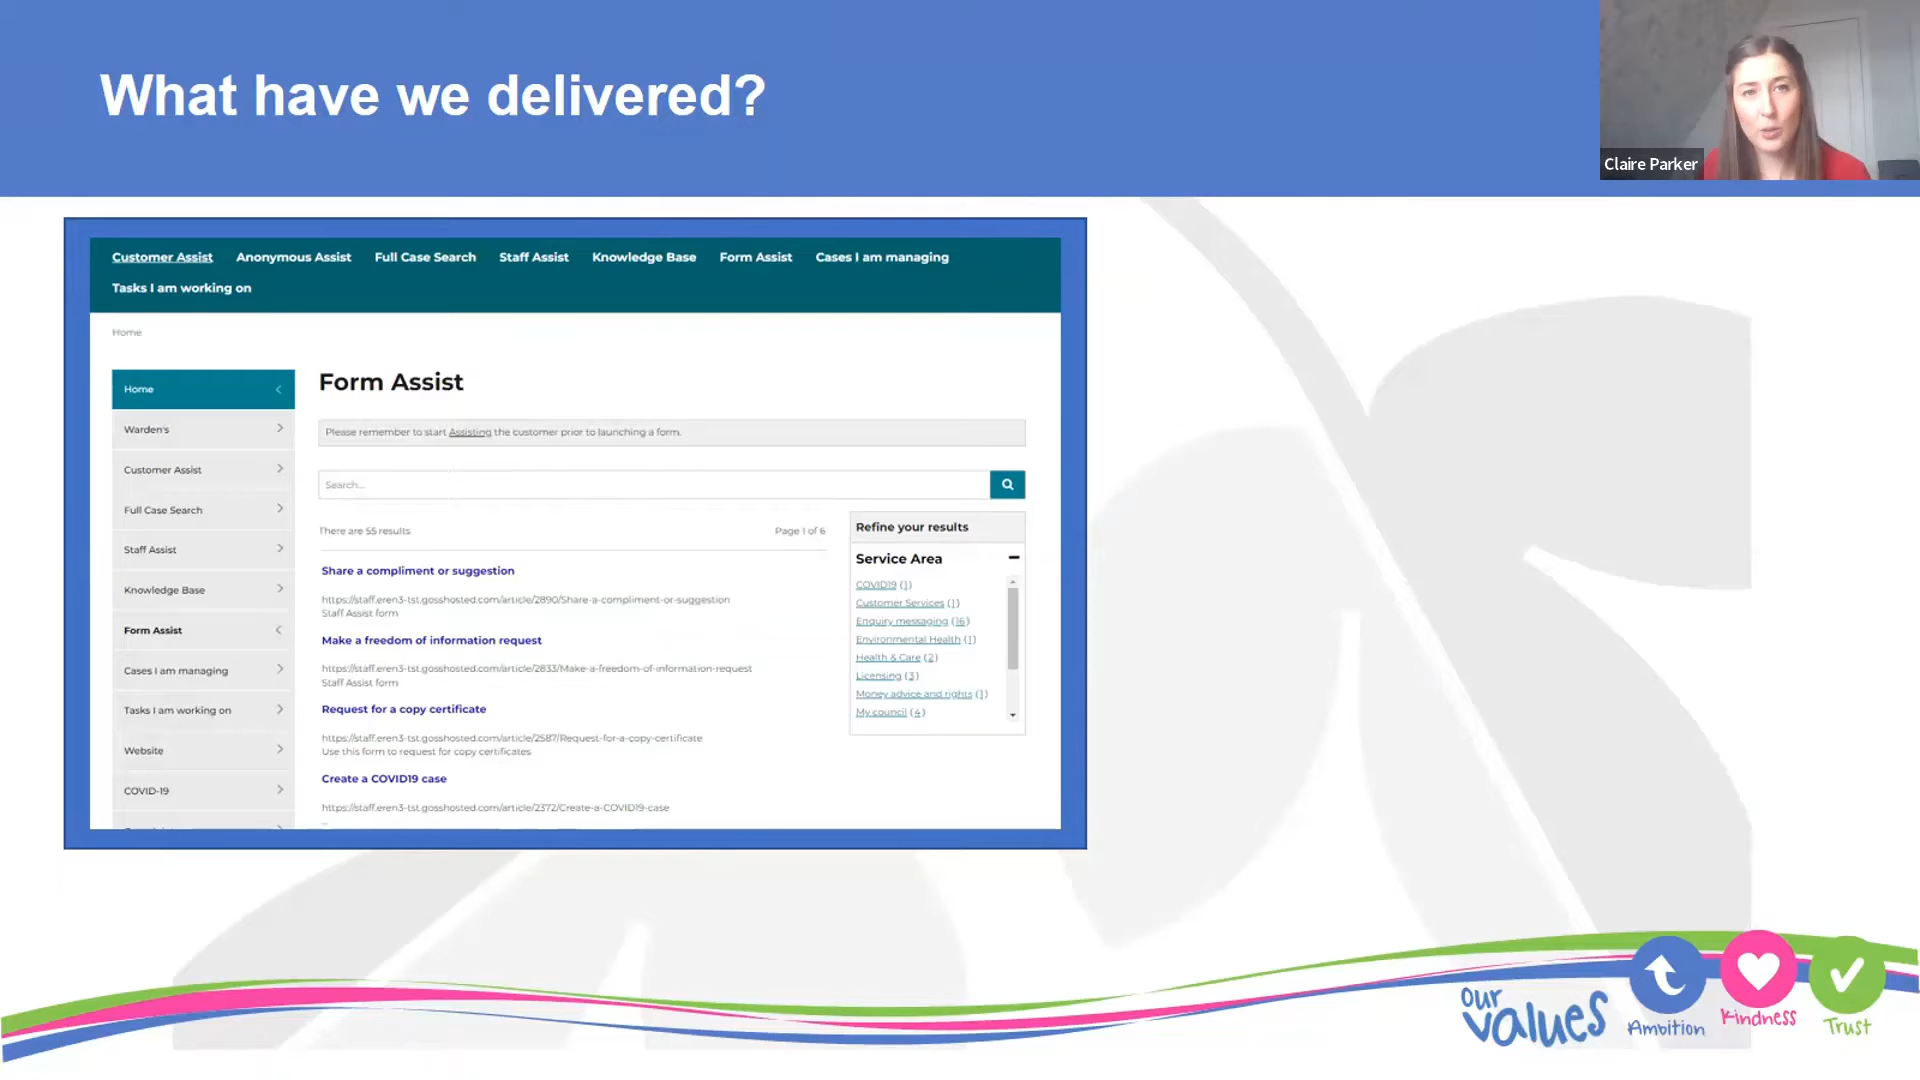 What have we delivered?
Claire Parker
Customer Assist Anonymous Assist Full Case Search Staff Assist Knowledge Base Form Assist Cases I am managing
Tasks I am working on
Home
Home
Warden's
Customer Assist
Full Case Search
Staff Assist
Knowledge Base
Form Assist
Cases I am managing
Tasks I am working on
Website
COVID-19
Form Assist
Please remember to start Assisting the customer prior to launching a form.
Search...
There are 55 results
Page 1 of 6
Share a compliment or suggestion
https://staff.eren3-tst.gosshosted.com/article/2890/Share-a-compliment-or-suggestion
Staff Assist form
Make a freedom of information request
https://staff.eren3-tst.gosshosted.com/article/2833/Make-a-freedom-of-information-request
Staff Assist form
Request for a copy certificate
https://staff.eren3-tst.gosshosted.com/article/2587/Request-for-a-copy-certificate
Use this form to request for copy certificates
Create a COVID19 case
https://staff.eren3-tst.gosshosted.com/article/2372/Create-a-COVID19-case
Refine your results
Service Area
COVID19 (1)
Customer Services (1)
Enquiry messaging (16)
Environmental Health (1)
Health & Care (2)
Licensing (3)
Money advice and rights (1)
My council (4)
our
values
Ambition
Kindness
Trust